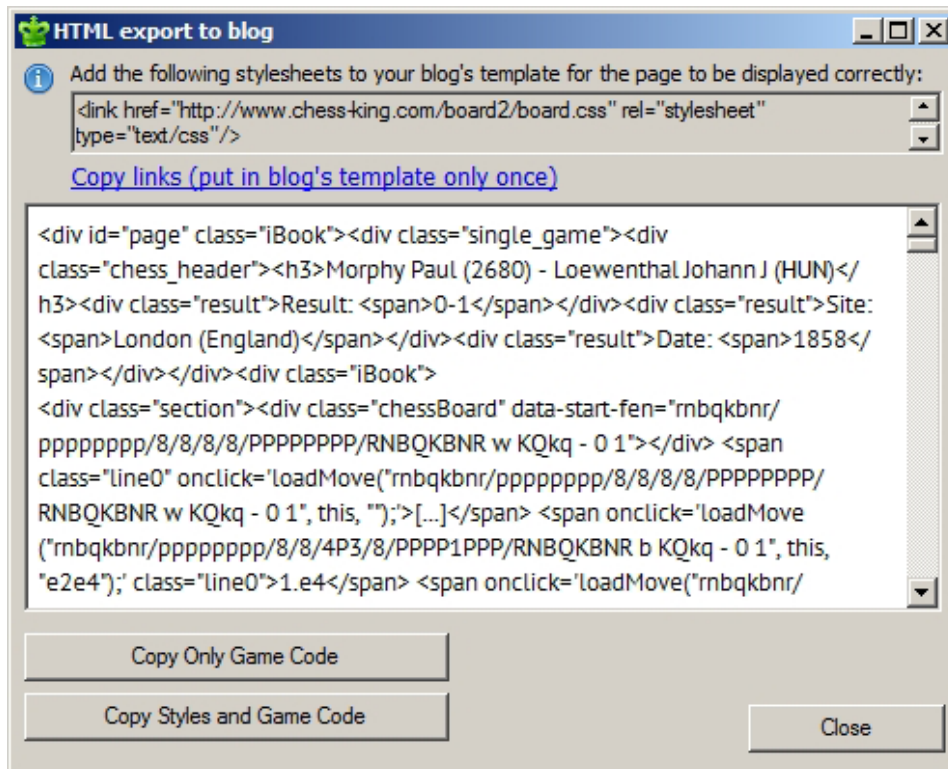 HTML export to blog
Add the following stylesheets to your blog's template for the page to be displayed correctly:
<link href="http://www.chess-king.com/board2/board.css" rel="stylesheet"
type="text/css"/>
Copy links (put in blog's template only once)
<div id="page" class="iBook"><div class="single_game"><div
class="chess_header"><h3>Morphy Paul (2680) - Loewenthal Johann J (HUN)</
h3><div class="result">Result: <span>0-1</span></div><div class="result">Site:
<span>London (England)</span></div><div class="result">Date: <span>1858</
span></div></div><div class="iBook">
<div class="section"><div class="chessBoard" data-start-fen="rnbqkbnr/
pppppppp/8/8/8/8/PPPPPPPP/RNBQKBNR w KQkq - 0 1"></div> <span
class="line0" onclick='loadMove("rnbqkbnr/pppppppp/8/8/8/8/PPPPPPPP/
RNBQKBNR w KQkq - 0 1", this, "");'>[...]</span> <span onclick='loadMove
("rnbqkbnr/pppppppp/8/8/4P3/8/PPPP1PPP/RNBQKBNR b KQkq - 0 1", this,
"e2e4");' class="line0">1.e4</span> <span onclick='loadMove("rnbqkbnr/
Copy Only Game Code
Copy Styles and Game Code
Close